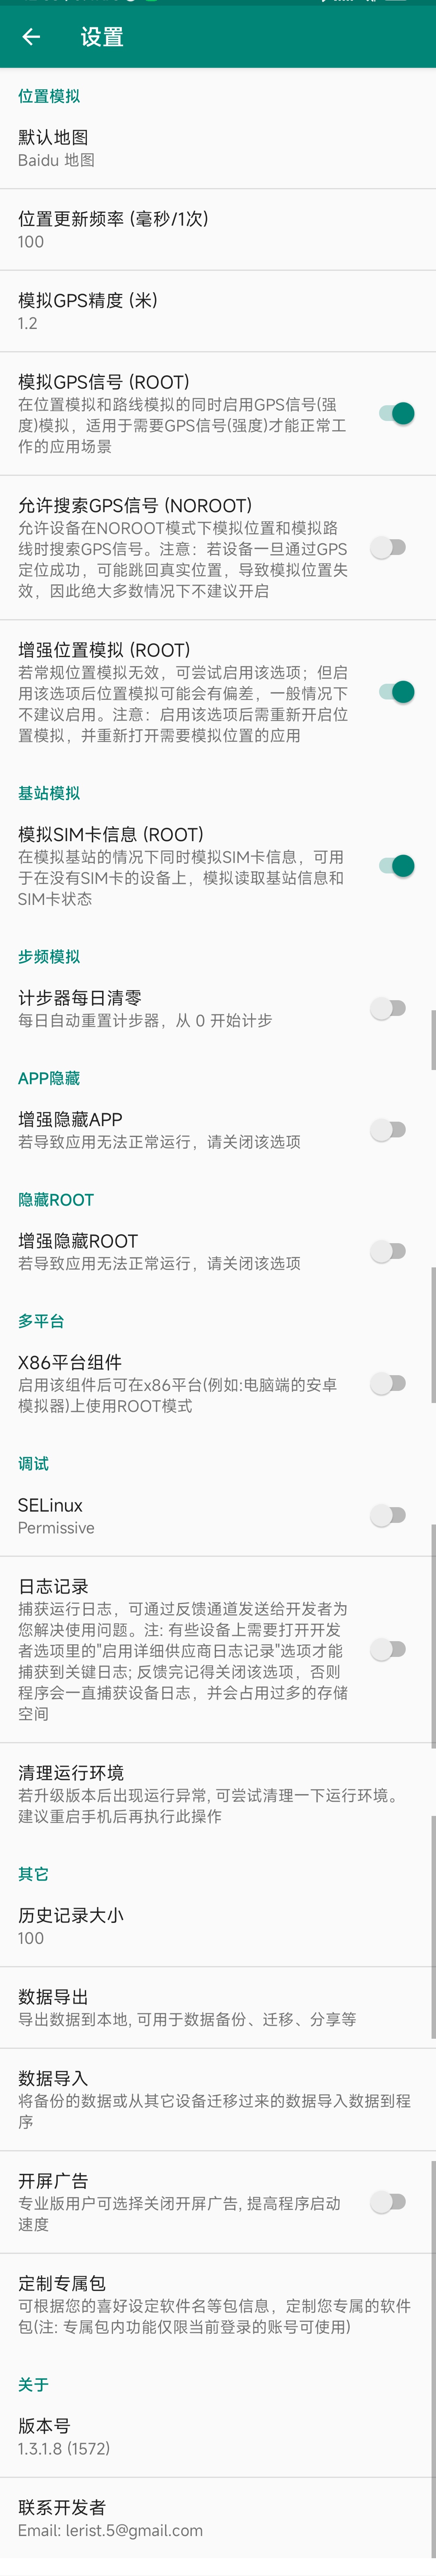 设置
位置模拟
默认地图
Baidu 地图
位置更新频率 (毫秒/1次)
100
模拟GPS精度 (米)
1.2
模拟GPS信号 (ROOT)
在位置模拟和路线模拟的同时启用GPS信号(强
度)模拟，适用于需要GPS信号(强度)才能正常工
作的应用场景
允许搜索GPS信号 (NOROOT)
允许设备在NOROOT模式下模拟位置和模拟路
线时搜索GPS信号。注意：若设备一旦通过GPS
定位成功，可能跳回真实位置，导致模拟位置失
效，因此绝大多数情况下不建议开启
增强位置模拟 (ROOT)
若常规位置模拟无效，可尝试启用该选项；但启
用该选项后位置模拟可能会有偏差，一般情况下
不建议启用。注意：启用该选项后需重新开启位
置模拟，并重新打开需要模拟位置的应用
基站模拟
模拟SIM卡信息 (ROOT)
在模拟基站的情况下同时模拟SIM卡信息，可用
于在没有SIM卡的设备上，模拟读取基站信息和
SIM卡状态
步频模拟
计步器每日清零
每日自动重置计步器，从 0 开始计步
APP隐藏
增强隐藏APP
若导致应用无法正常运行，请关闭该选项
隐藏ROOT
增强隐藏ROOT
若导致应用无法正常运行，请关闭该选项
多平台
X86平台组件
启用该组件后可在x86平台(例如:电脑端的安卓
模拟器)上使用ROOT模式
调试
SELinux
Permissive
日志记录
捕获运行日志，可通过反馈通道发送给开发者为
您解决使用问题。注: 有些设备上需要打开开发
者选项里的"启用详细供应商日志记录"选项才能
捕获到关键日志; 反馈完记得关闭该选项，否则
程序会一直捕获设备日志，并会占用过多的存储
空间
清理运行环境
若升级版本后出现运行异常, 可尝试清理一下运行环境。
建议重启手机后再执行此操作
其它
历史记录大小
100
数据导出
导出数据到本地, 可用于数据备份、迁移、分享等
数据导入
将备份的数据或从其它设备迁移过来的数据导入数据到程
序
开屏广告
专业版用户可选择关闭开屏广告, 提高程序启动
速度
定制专属包
可根据您的喜好设定软件名等包信息，定制您专属的软件
包(注: 专属包内功能仅限当前登录的账号可使用)
关于
版本号
1.3.1.8 (1572)
联系开发者
Email: lerist.5@gmail.com